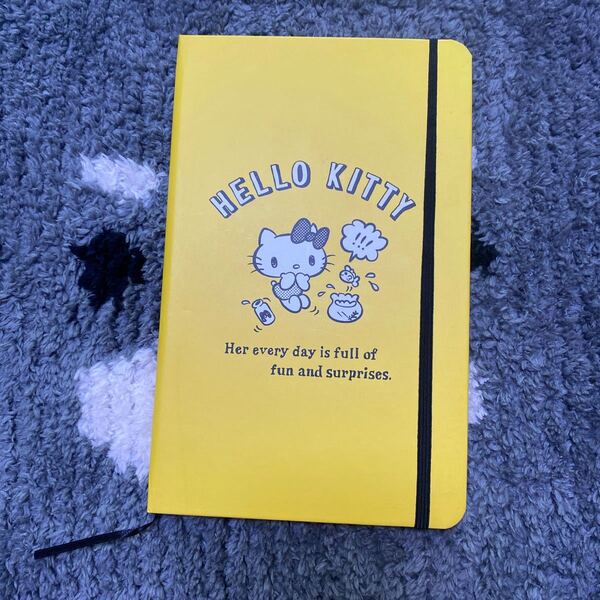 HELLO KITTY
!!!
Her every day is full of
fun and surprises.